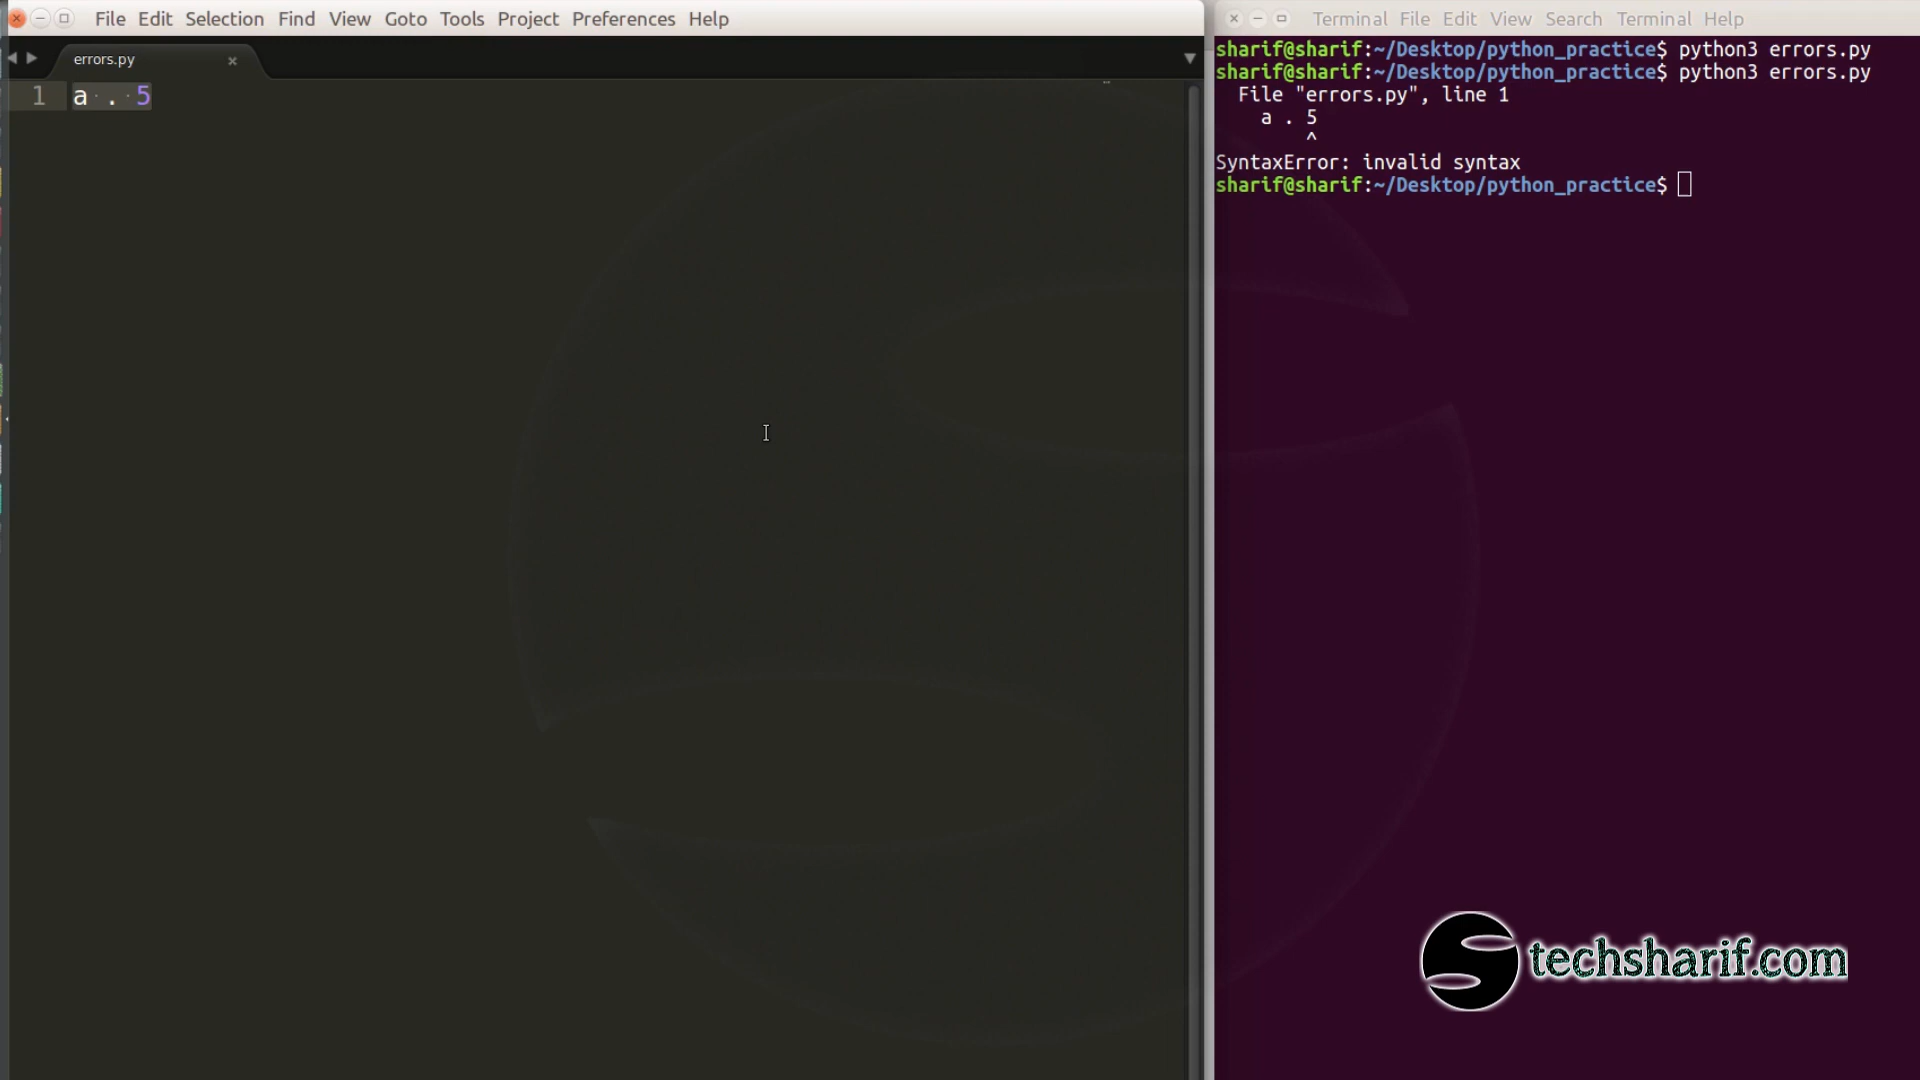 File Edit Selection Find View Goto Tools Project Preferences Help
errors.py
1 a . 5
Terminal File Edit View Search Terminal Help
sharif@sharif:~/Desktop/python_practice$ python3 errors.py
sharif@sharif:~/Desktop/python_practice$ python3 errors.py
File "errors.py", line 1
a . 5
^
SyntaxError: invalid syntax
sharif@sharif:~/Desktop/python_practice$
techsharif.com